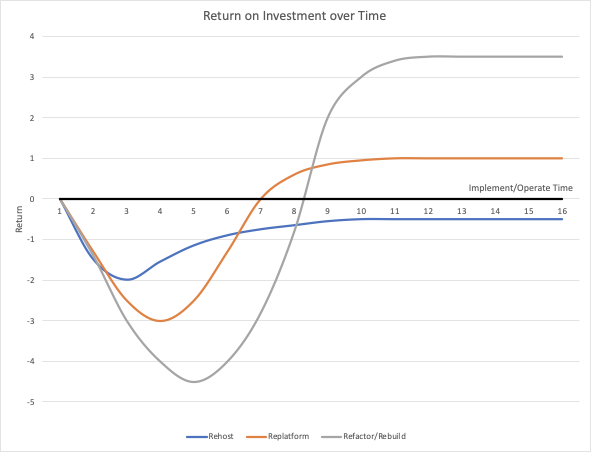 Return on Investment over Time
4
3
2
1
0
-1
-2
-3
-4
-5
Return
Implement/Operate Time
1 2 3 4 5 6 7 8 9 10 11 12 13 14 15 16
Rehost Replatform Refactor/Rebuild